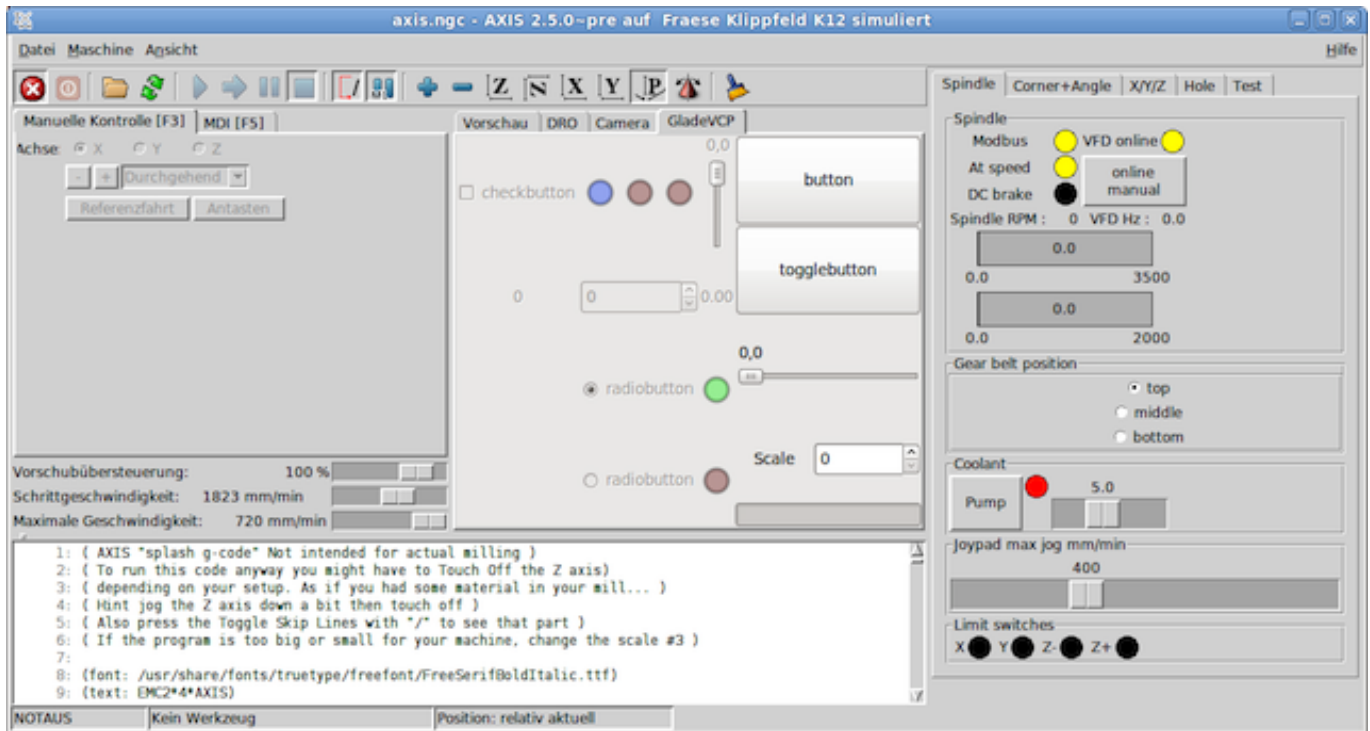 axis.ngc - AXIS 2.5.0~pre auf Fraese Klippfeld K12 simuliert
Datei Maschine Ansicht Hilfe
Z N X Y P
Manuelle Kontrolle [F3] MDI [F5]
Achse: X Y Z
- + Durchgehend
Referenzfahrt Antasten
Vorschubübersteuerung: 100 %
Schrittgeschwindigkeit: 1823 mm/min
Maximale Geschwindigkeit: 720 mm/min
Vorschau DRO Camera GladeVCP
0,0
checkbutton
button
togglebutton
0 0 0.00
0,0
radiobutton
Scale 0
radiobutton
Spindle Corner+Angle X/Y/Z Hole Test
Spindle
Modbus VFD online
At speed
online
manual
DC brake
Spindle RPM : 0 VFD Hz : 0.0
0.0
0.0 3500
0.0
0.0 2000
Gear belt position
top
middle
bottom
Coolant
Pump 5.0
Joypad max jog mm/min
400
Limit switches
X Y Z- Z+
1: ( AXIS "splash g-code" Not intended for actual milling )
2: ( To run this code anyway you might have to Touch Off the Z axis)
3: ( depending on your setup. As if you had some material in your mill... )
4: ( Hint jog the Z axis down a bit then touch off )
5: ( Also press the Toggle Skip Lines with "/" to see that part )
6: ( If the program is too big or small for your machine, change the scale #3 )
7:
8: (font: /usr/share/fonts/truetype/freefont/FreeSerifBoldItalic.ttf)
9: (text: EMC2*4*AXIS)
NOTAUS Kein Werkzeug Position: relativ aktuell